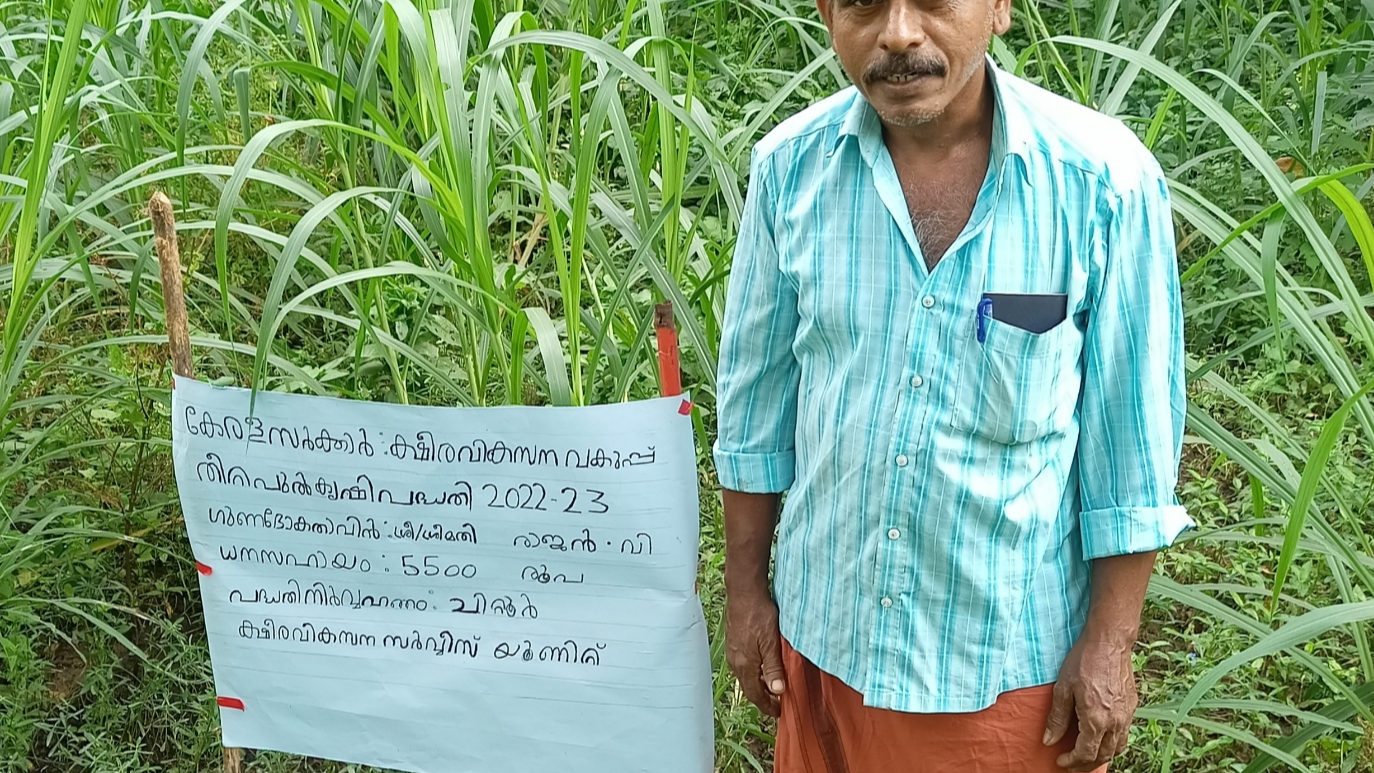 കേരളസർക്കാർ : ക്ഷീരവികസന വകുപ്പ്
തീറ്റപുൽകൃഷി പദ്ധതി 2022-23
ഗുണഭോക്താവിൻ : ശ്രീ/ശ്രീമതി രാജൻ . വി
ധനസഹായം : 5500 രൂപ
പദ്ധതിനിർവ്വഹണം : ചിറ്റൂർ
ക്ഷീരവികസന സർവ്വീസ് യൂണിറ്റ്